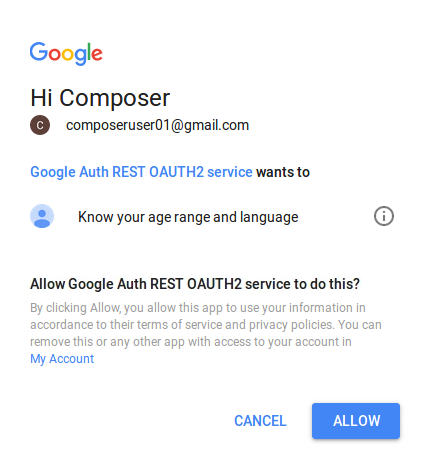 Google
Hi Composer
C composeruser01@gmail.com
Google Auth REST OAUTH2 service wants to
Know your age range and language
Allow Google Auth REST OAUTH2 service to do this?
By clicking Allow, you allow this app to use your information in
accordance to their terms of service and privacy policies. You can
remove this or any other app with access to your account in
My Account
CANCEL ALLOW